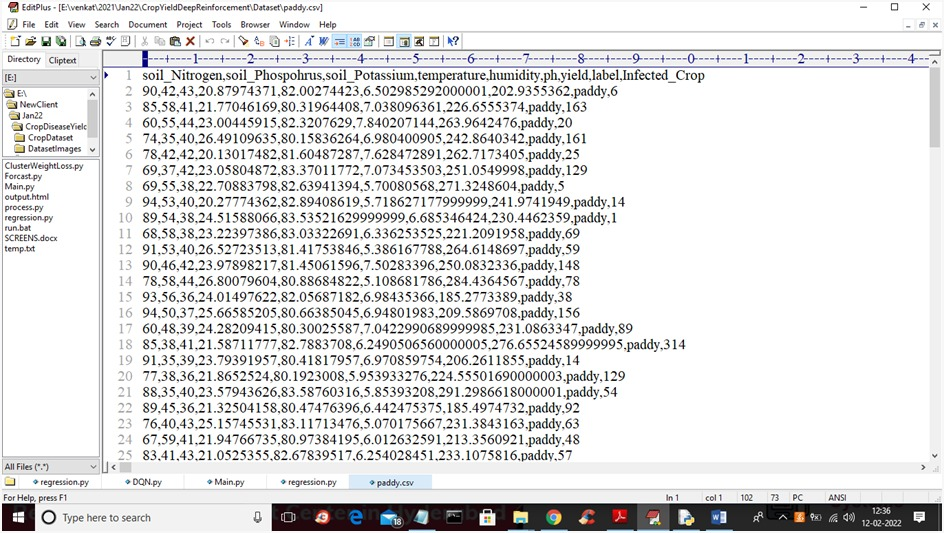 EditPlus - [E:\venkat\2021\Jan22\CropYieldDeepReinforcement\Dataset\paddy.csv]
File Edit View Search Document Project Tools Browser Window Help
Directory Cliptext
[E:]
E:\
NewClient
Jan22
CropDiseaseYield
CropDataset
DatasetImages
ClusterWeightLoss.py
Forcast.py
Main.py
output.html
process.py
regression.py
run.bat
SCREENS.docx
temp.txt
All Files (*.*)
1 2 3 4 5 6 7 8 9 0 1 2 3 4
1 soil_Nitrogen,soil_Phospohrus,soil_Potassium,temperature,humidity,ph,yield,label,Infected_Crop
2 90,42,43,20.87974371,82.00274423,6.502985292000001,202.9355362,paddy,6
3 85,58,41,21.77046169,80.31964408,7.038096361,226.6555374,paddy,163
4 60,55,44,23.00445915,82.3207629,7.840207144,263.9642476,paddy,20
5 74,35,40,26.49109635,80.15836264,6.980400905,242.8640342,paddy,161
6 78,42,42,20.13017482,81.60487287,7.628472891,262.7173405,paddy,25
7 69,37,42,23.05804872,83.37011772,7.073453503,251.0549998,paddy,129
8 69,55,38,22.70883798,82.63941394,5.70080568,271.3248604,paddy,5
9 94,53,40,20.27774362,82.89408619,5.718627177999999,241.9741949,paddy,14
10 89,54,38,24.51588066,83.53521629999999,6.685346424,230.4462359,paddy,1
11 68,58,38,23.22397386,83.03322691,6.336253525,221.2091958,paddy,69
12 91,53,40,26.52723513,81.41753846,5.386167788,264.6148697,paddy,59
13 90,46,42,23.97898217,81.45061596,7.50283396,250.0832336,paddy,148
14 78,58,44,26.80079604,80.88684822,5.108681786,284.4364567,paddy,78
15 93,56,36,24.01497622,82.05687182,6.98435366,185.2773389,paddy,38
16 94,50,37,25.66585205,80.66385045,6.94801983,209.5869708,paddy,156
17 60,48,39,24.28209415,80.30025587,7.0422990689999985,231.0863347,paddy,89
18 85,38,41,21.58711777,82.7883708,6.2490506560000005,276.65524589999995,paddy,314
19 91,35,39,23.79391957,80.41817957,6.970859754,206.2611855,paddy,14
20 77,38,36,21.8652524,80.1923008,5.953933276,224.55501690000003,paddy,129
21 88,35,40,23.57943626,83.58760316,5.85393208,291.2986618000001,paddy,54
22 89,45,36,21.32504158,80.47476396,6.442475375,185.4974732,paddy,92
23 76,40,43,25.15745531,83.11713476,5.070175667,231.3843163,paddy,63
24 67,59,41,21.94766735,80.97384195,6.012632591,213.3560921,paddy,48
25 83,41,43,21.0525355,82.67839517,6.254028451,233.1075816,paddy,57
regression.py DQN.py Main.py regression.py paddy.csv
For Help, press F1 ln 1 col 1 102 73 PC ANSI
Type here to search
18
12:36
12-02-2022